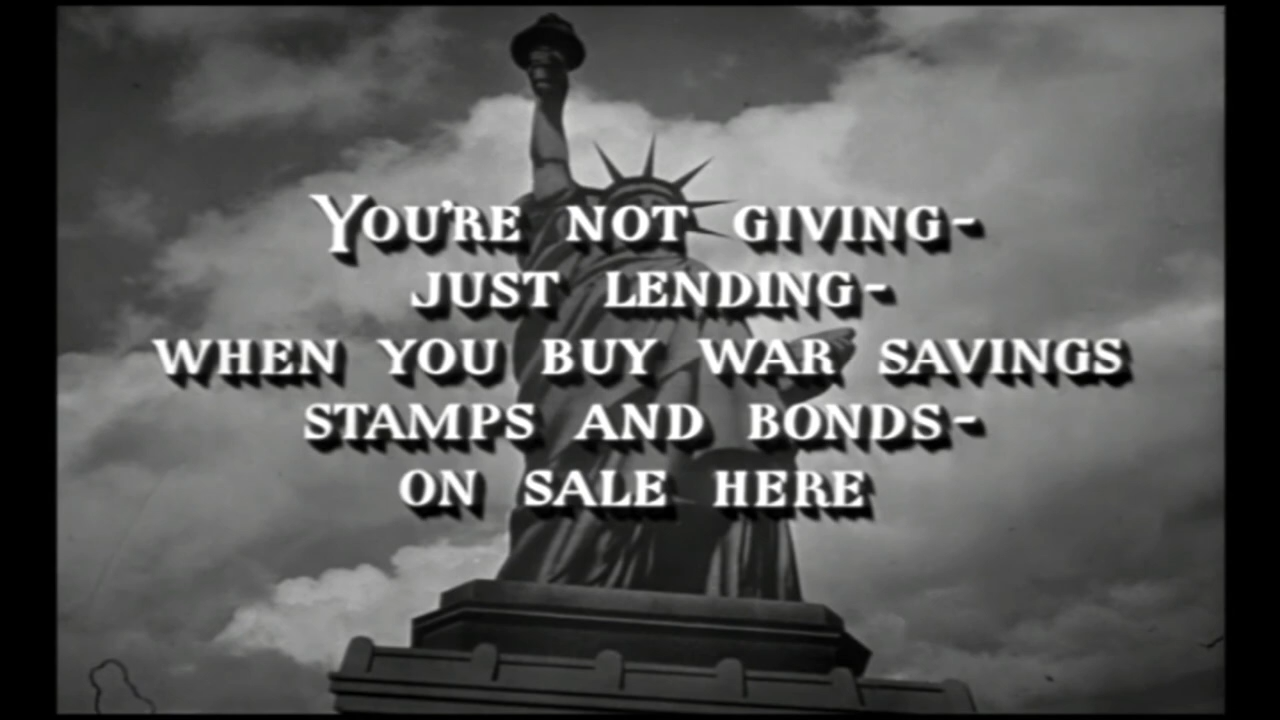 You're not giving-
just lending-
when you buy war savings
stamps and bonds-
on sale here